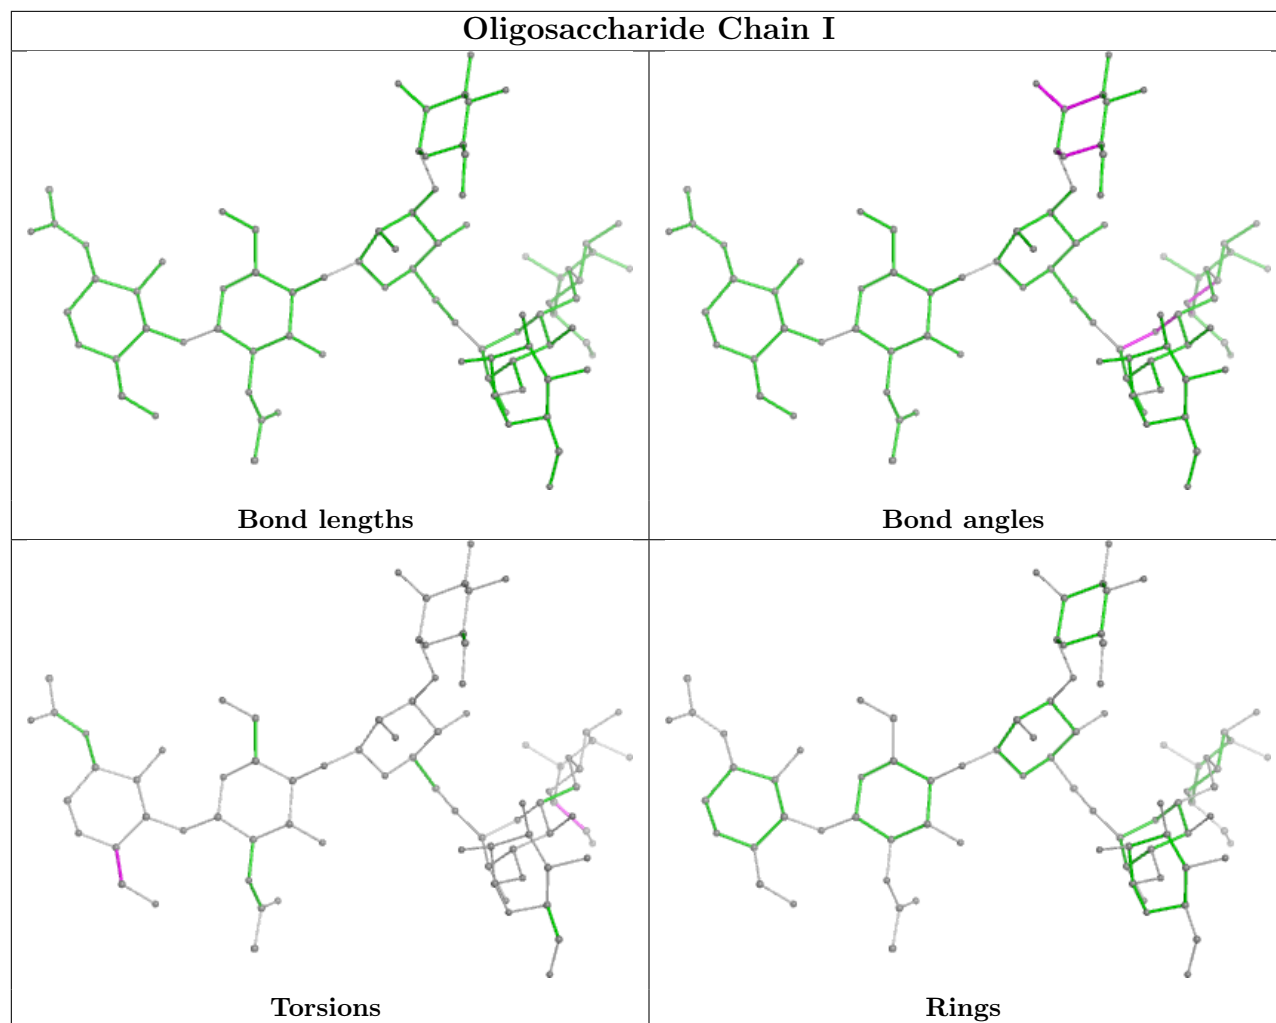 Oligosaccharide Chain I
Bond lengths
Bond angles
Torsions
Rings